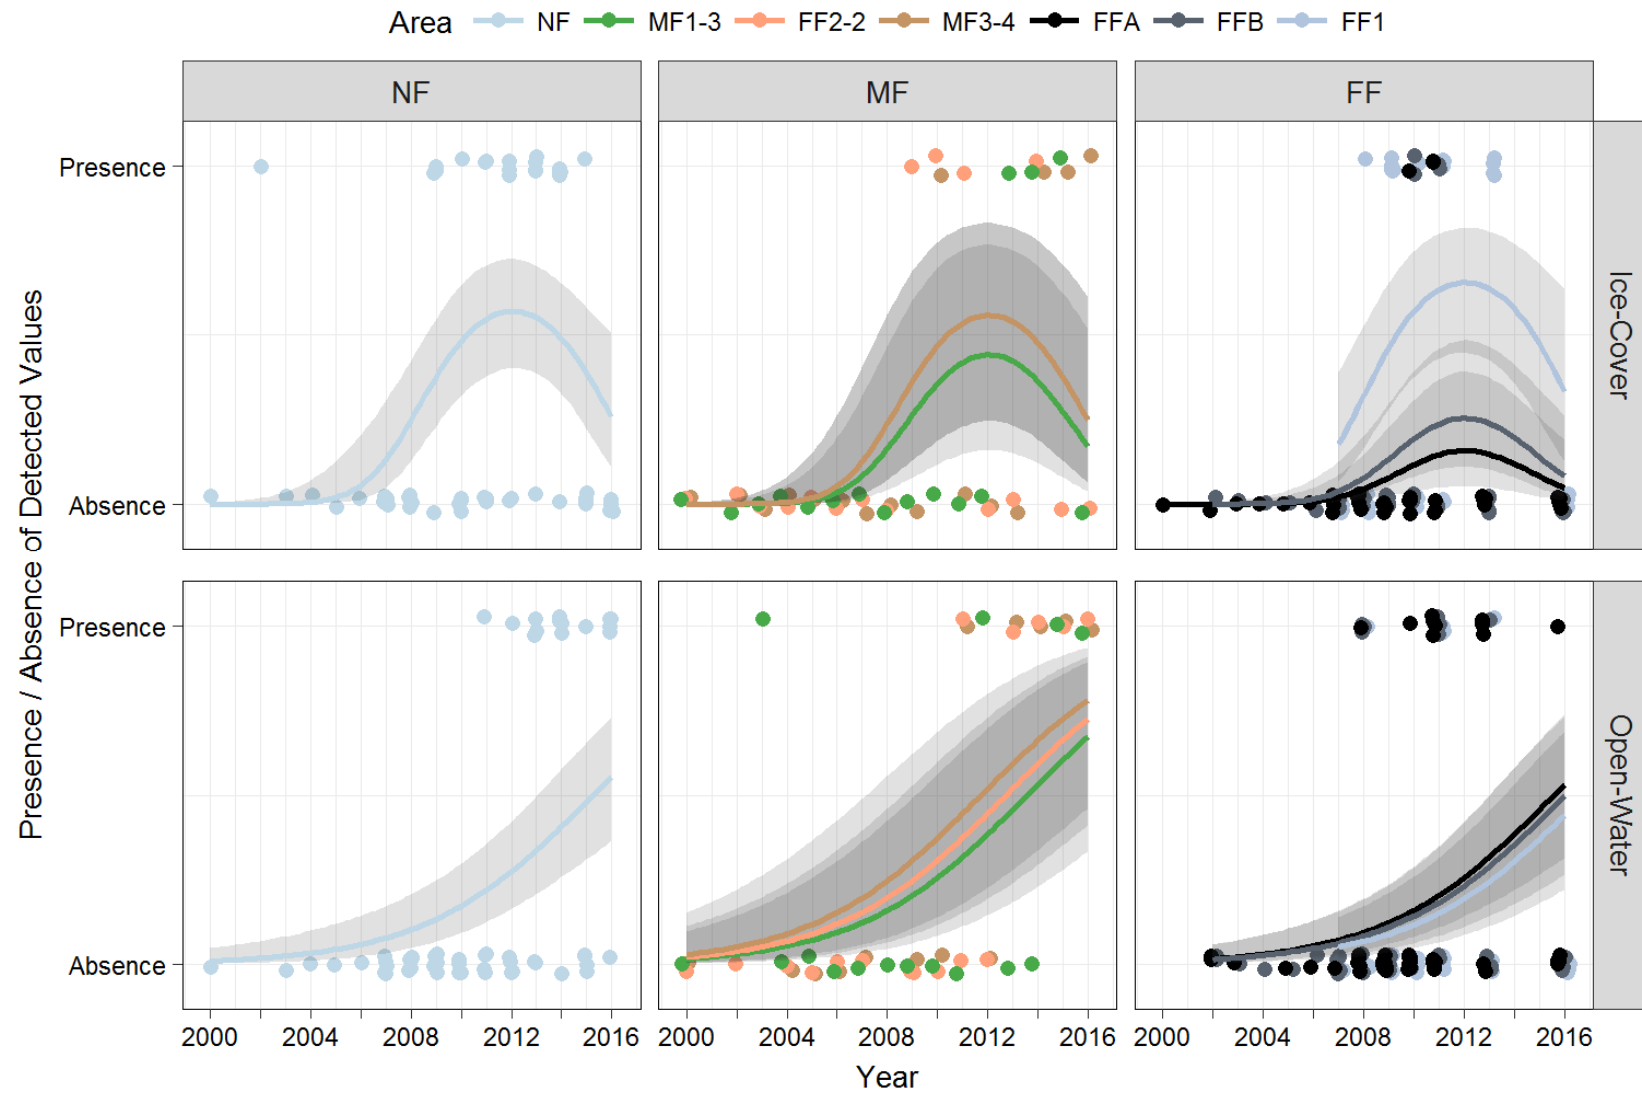 Area NF MF1-3 FF2-2 MF3-4 FFA FFB FF1
NF MF FF
Presence / Absence of Detected Values
Presence
Absence
Ice-Cover
Presence
Absence
Open-Water
2000 2004 2008 2012 2016 2000 2004 2008 2012 2016 2000 2004 2008 2012 2016
Year